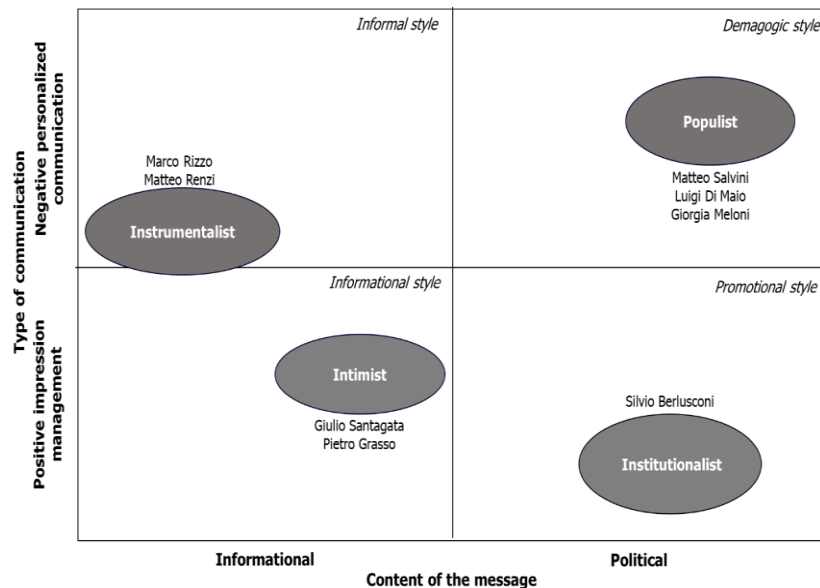 Type of communication
Negative personalized
communication
Positive impression
management
Informal style
Demagogic style
Marco Rizzo
Matteo Renzi
Instrumentalist
Populist
Matteo Salvini
Luigi Di Maio
Giorgia Meloni
Informational style
Promotional style
Intimist
Giulio Santagata
Pietro Grasso
Silvio Berlusconi
Institutionalist
Informational
Political
Content of the message